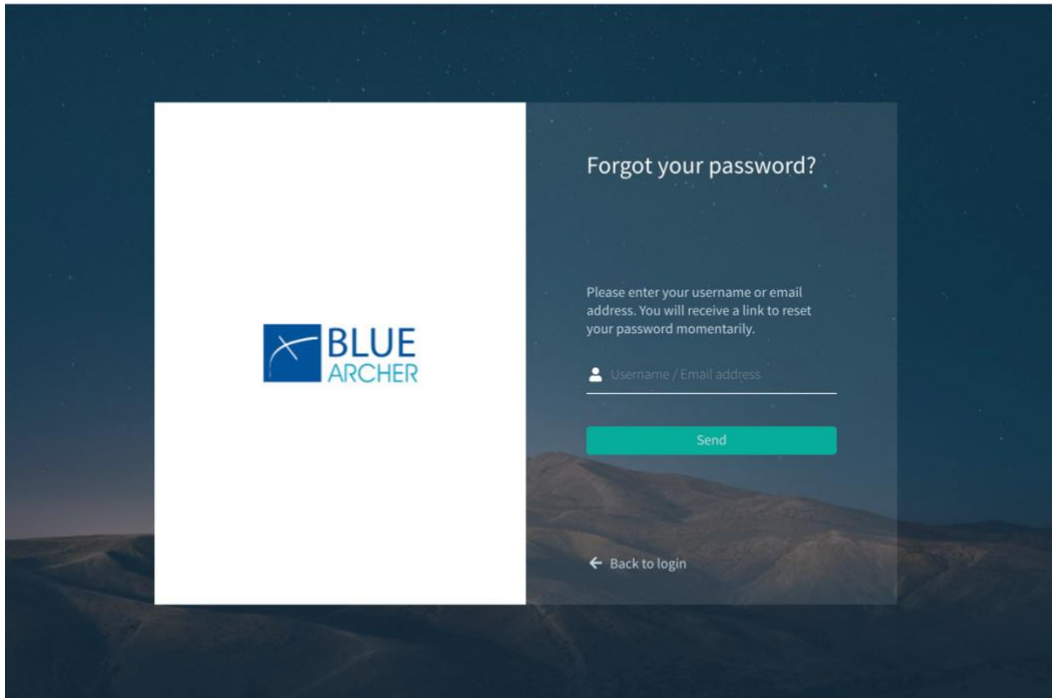 BLUE
ARCHER
Forgot your password?
Please enter your username or email
address. You will receive a link to reset
your password momentarily.
Username / Email address
Send
Back to login